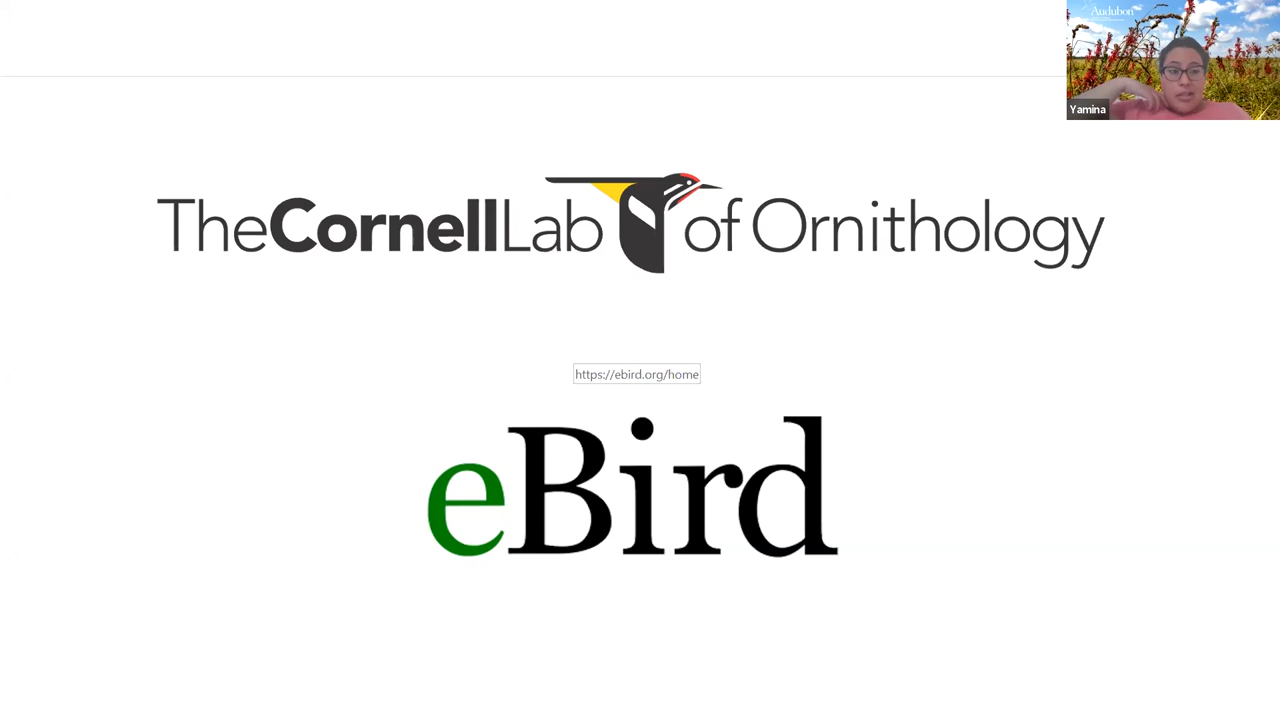 Audubon
Yamina
TheCornellLab of Ornithology
https://ebird.org/home
eBird